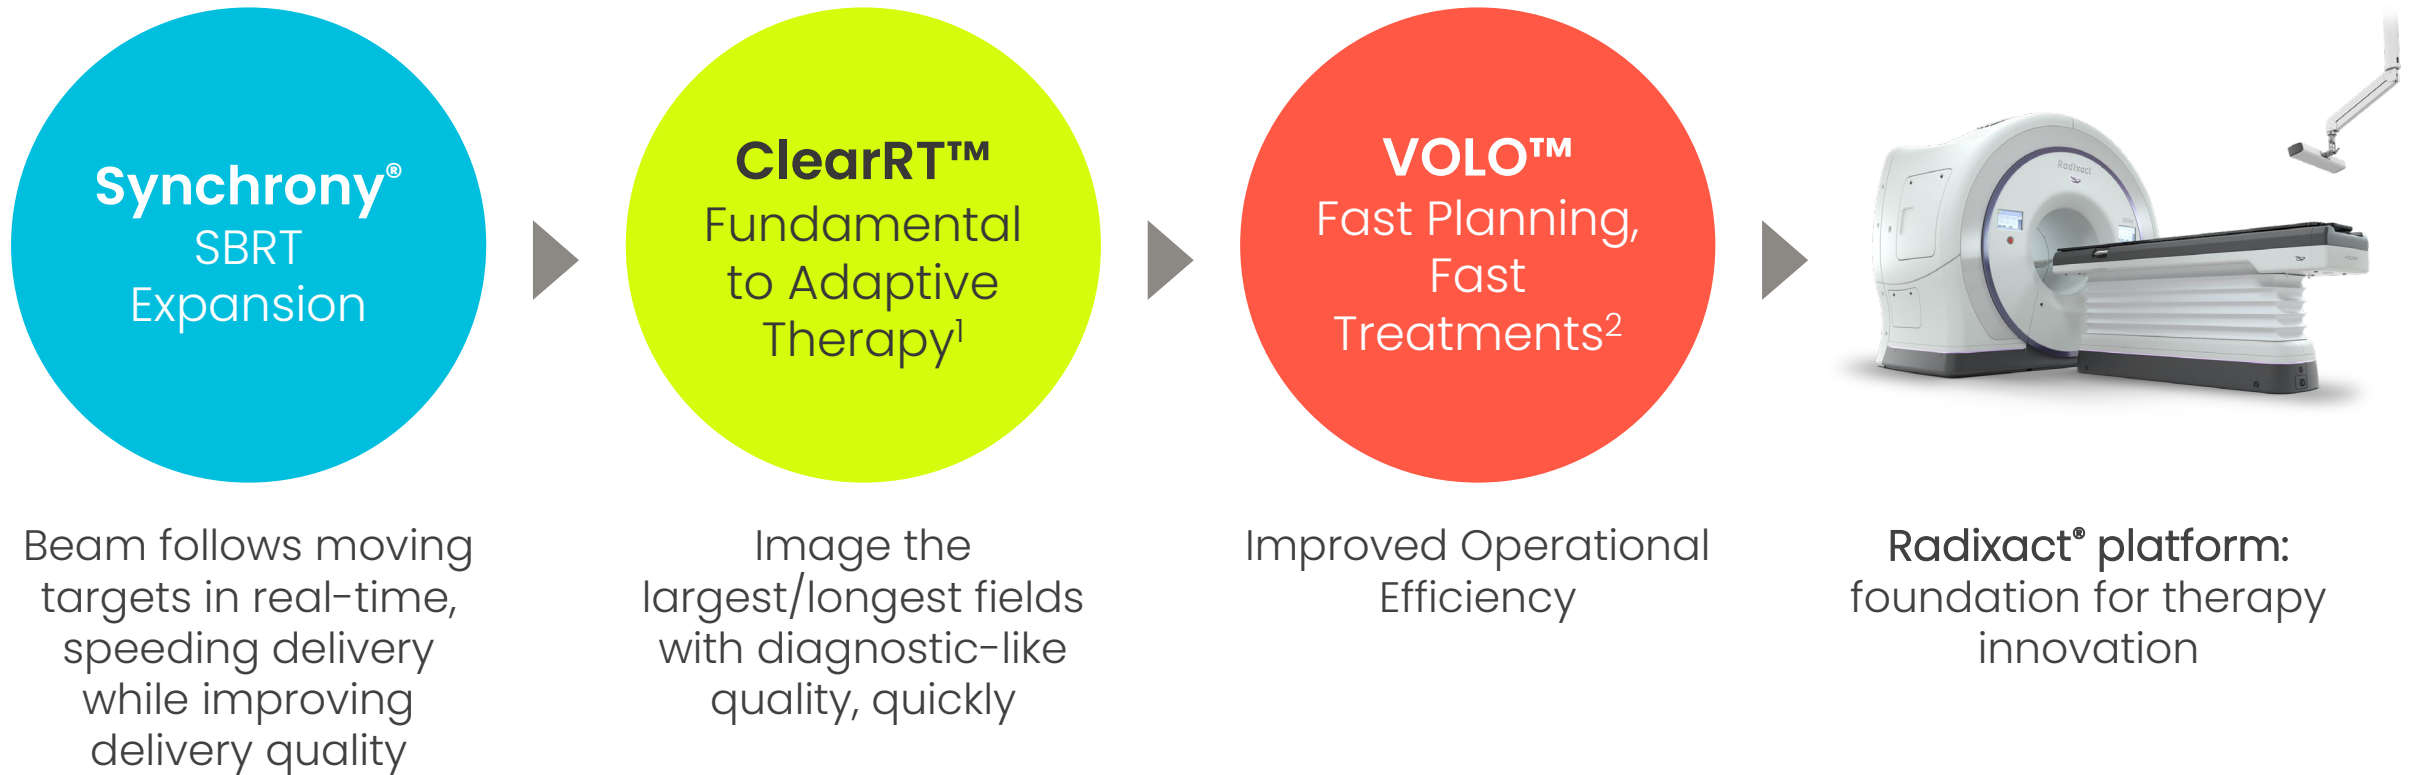 Synchrony®
SBRT
Expansion
ClearRT™
Fundamental
to Adaptive
Therapy¹
VOLO™
Fast Planning,
Fast
Treatments²
Radixact
Beam follows moving
targets in real-time,
speeding delivery
while improving
delivery quality
Image the
largest/longest fields
with diagnostic-like
quality, quickly
Improved Operational
Efficiency
Radixact® platform:
foundation for therapy
innovation